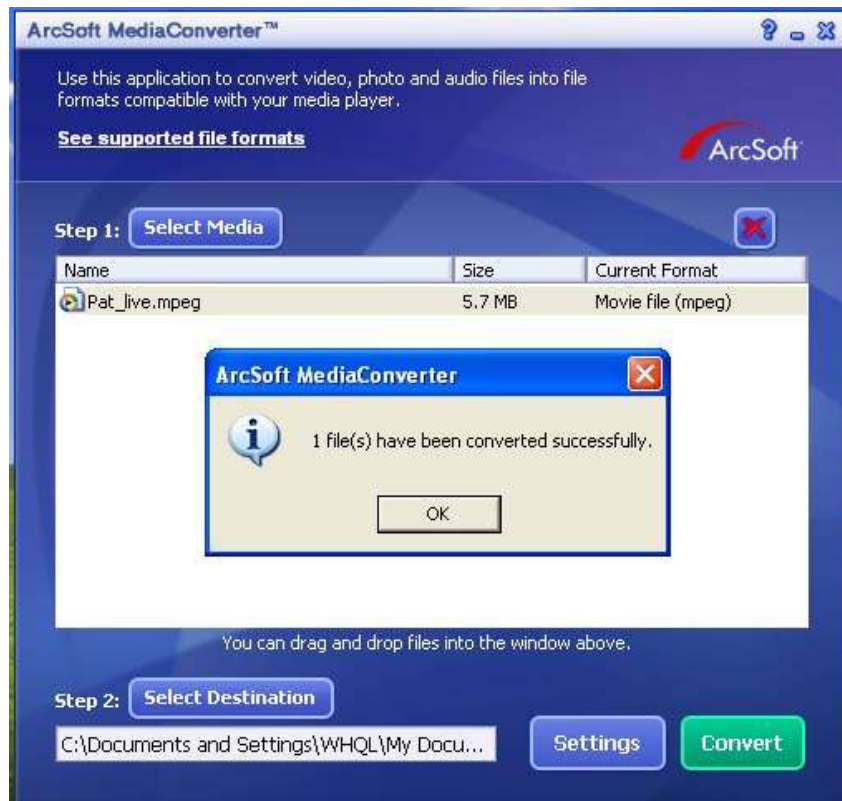 ArcSoft MediaConverter™
Use this application to convert video, photo and audio files into file
formats compatible with your media player.
See supported file formats
ArcSoft
Step 1: Select Media
Name Size Current Format
Pat_live.mpeg 5.7 MB Movie file (mpeg)
ArcSoft MediaConverter
1 file(s) have been converted successfully.
OK
You can drag and drop files into the window above.
Step 2: Select Destination
C:\Documents and Settings\WHQL\My Docu...
Settings
Convert